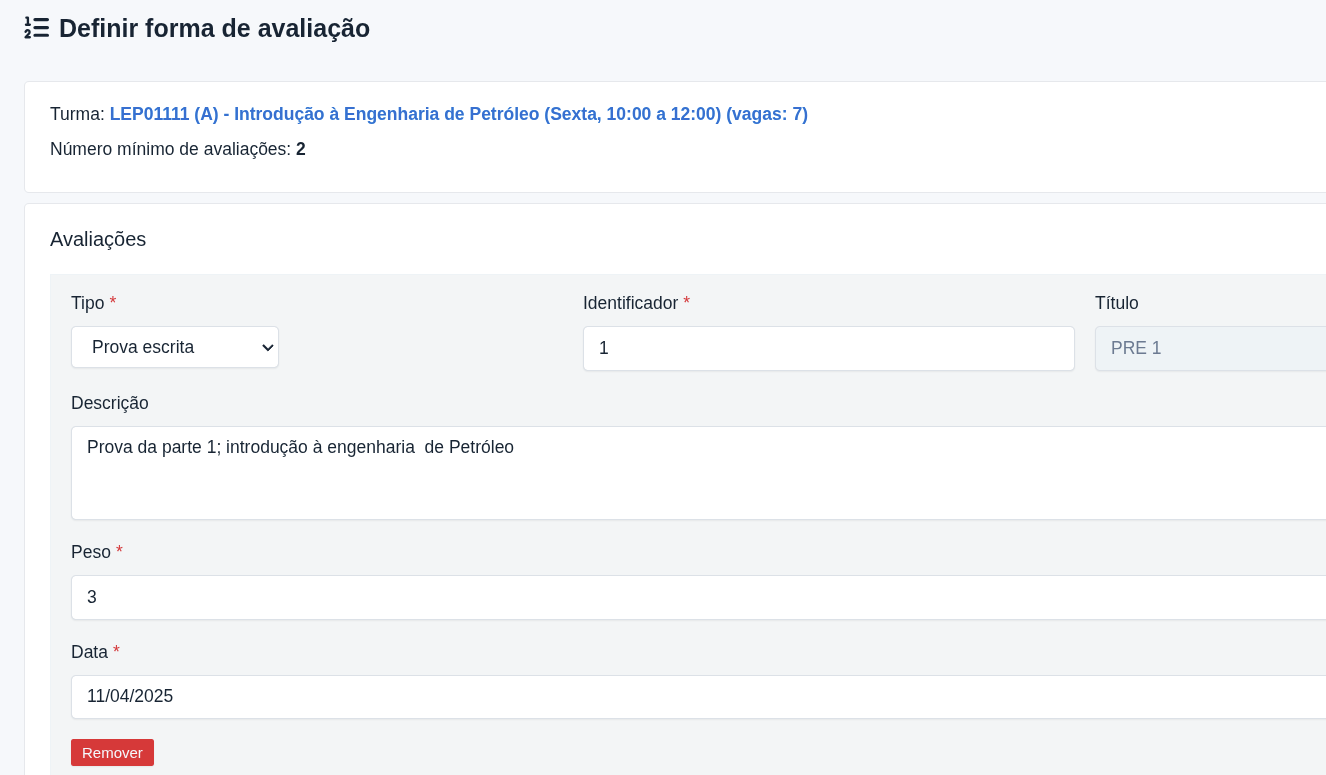 Definir forma de avaliação
Turma: LEP01111 (A) - Introdução à Engenharia de Petróleo (Sexta, 10:00 a 12:00) (vagas: 7)
Número mínimo de avaliações: 2
Avaliações
Tipo * Identificador * Título
Prova escrita 1 PRE 1
Descrição
Prova da parte 1; introdução à engenharia  de Petróleo
Peso *
3
Data *
11/04/2025
Remover